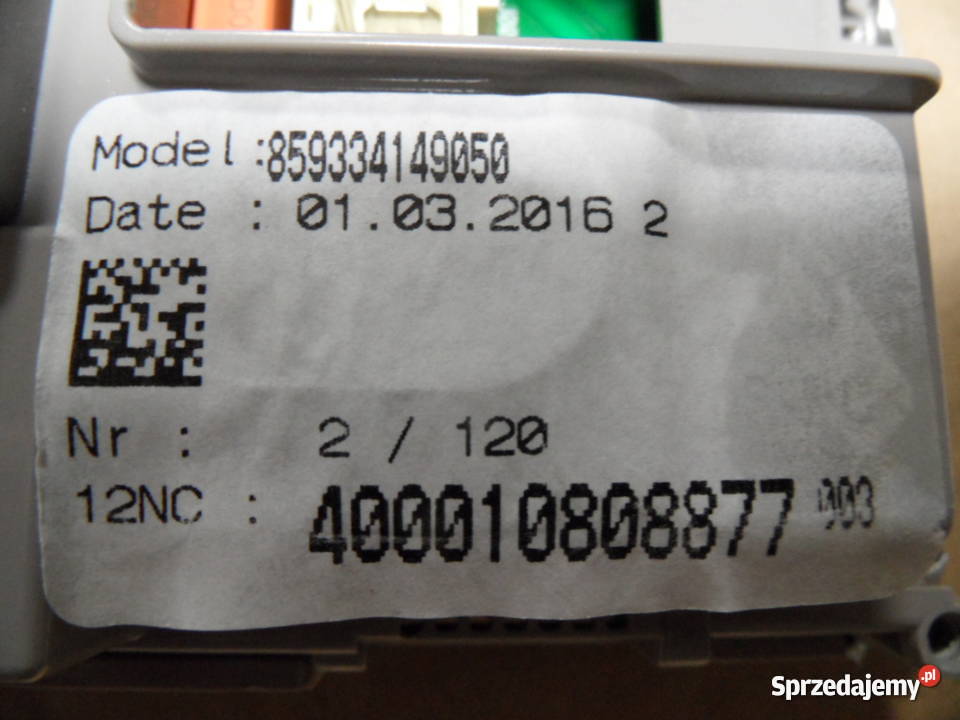 Model :859334149050
Date : 01.03.2016 2
Nr : 2 / 120
12NC : 400010808877 003
Sprzedajemy.pl